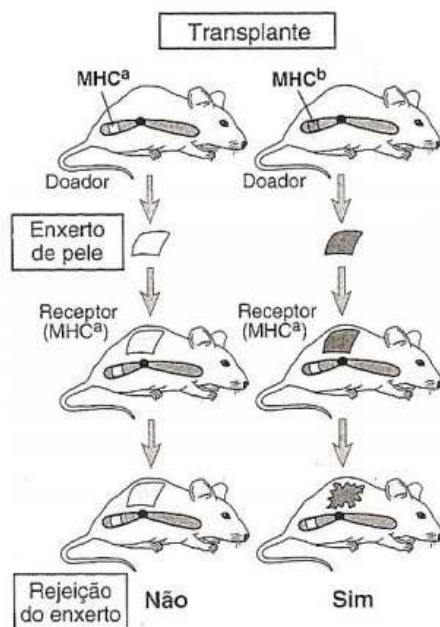 Transplante
MHCa
MHCb
Doador
Doador
Enxerto
de pele
Receptor
(MHCa)
Receptor
(MHCa)
Rejeição
do enxerto
Não
Sim